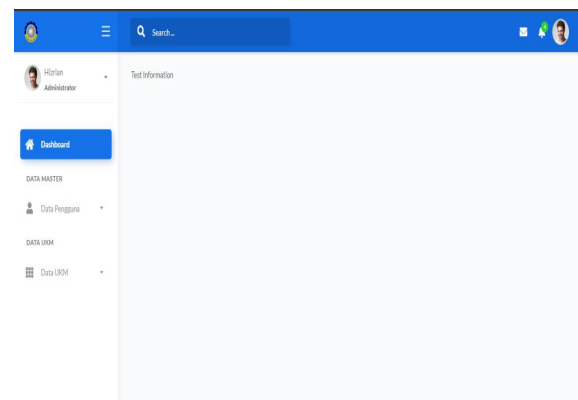 Search...
Hizrian
Administrator
Test Information
Dashboard
DATA MASTER
Data Pengguna
DATA UKM
Data UKM